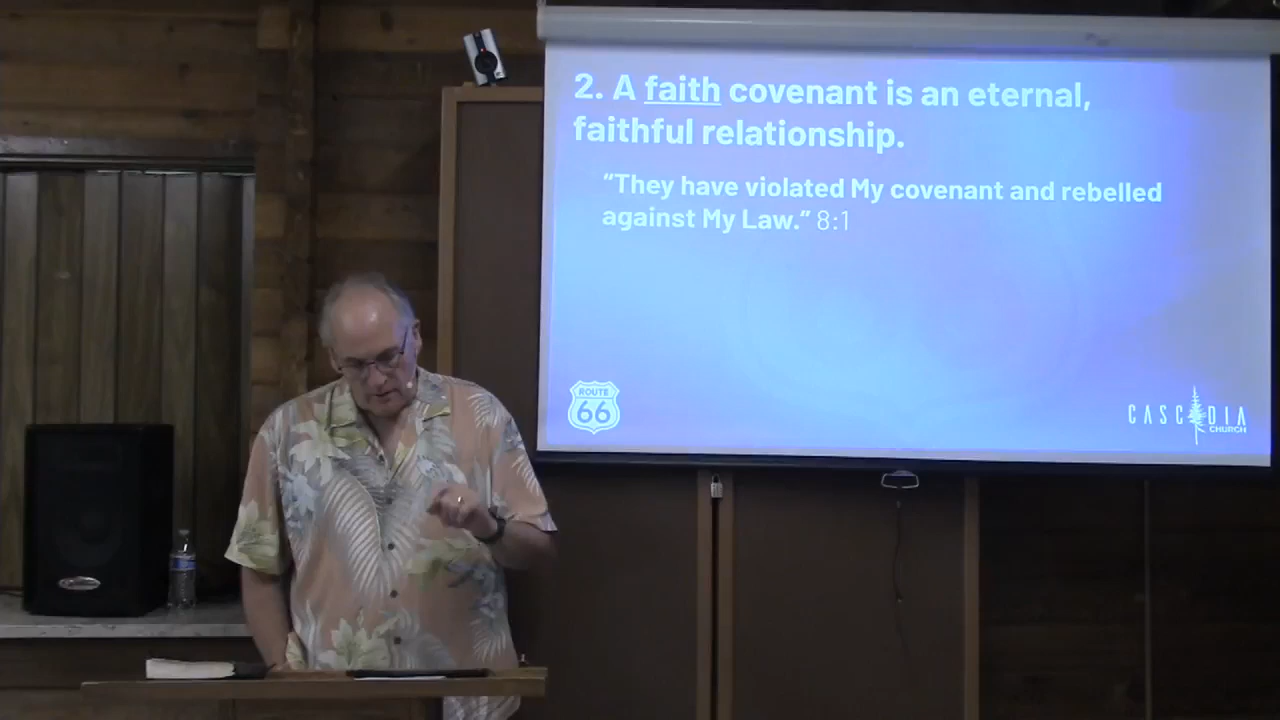 2. A faith covenant is an eternal,
faithful relationship.
"They have violated My covenant and rebelled
against My Law." 8:1
ROUTE
66
CASCADIA
CHURCH